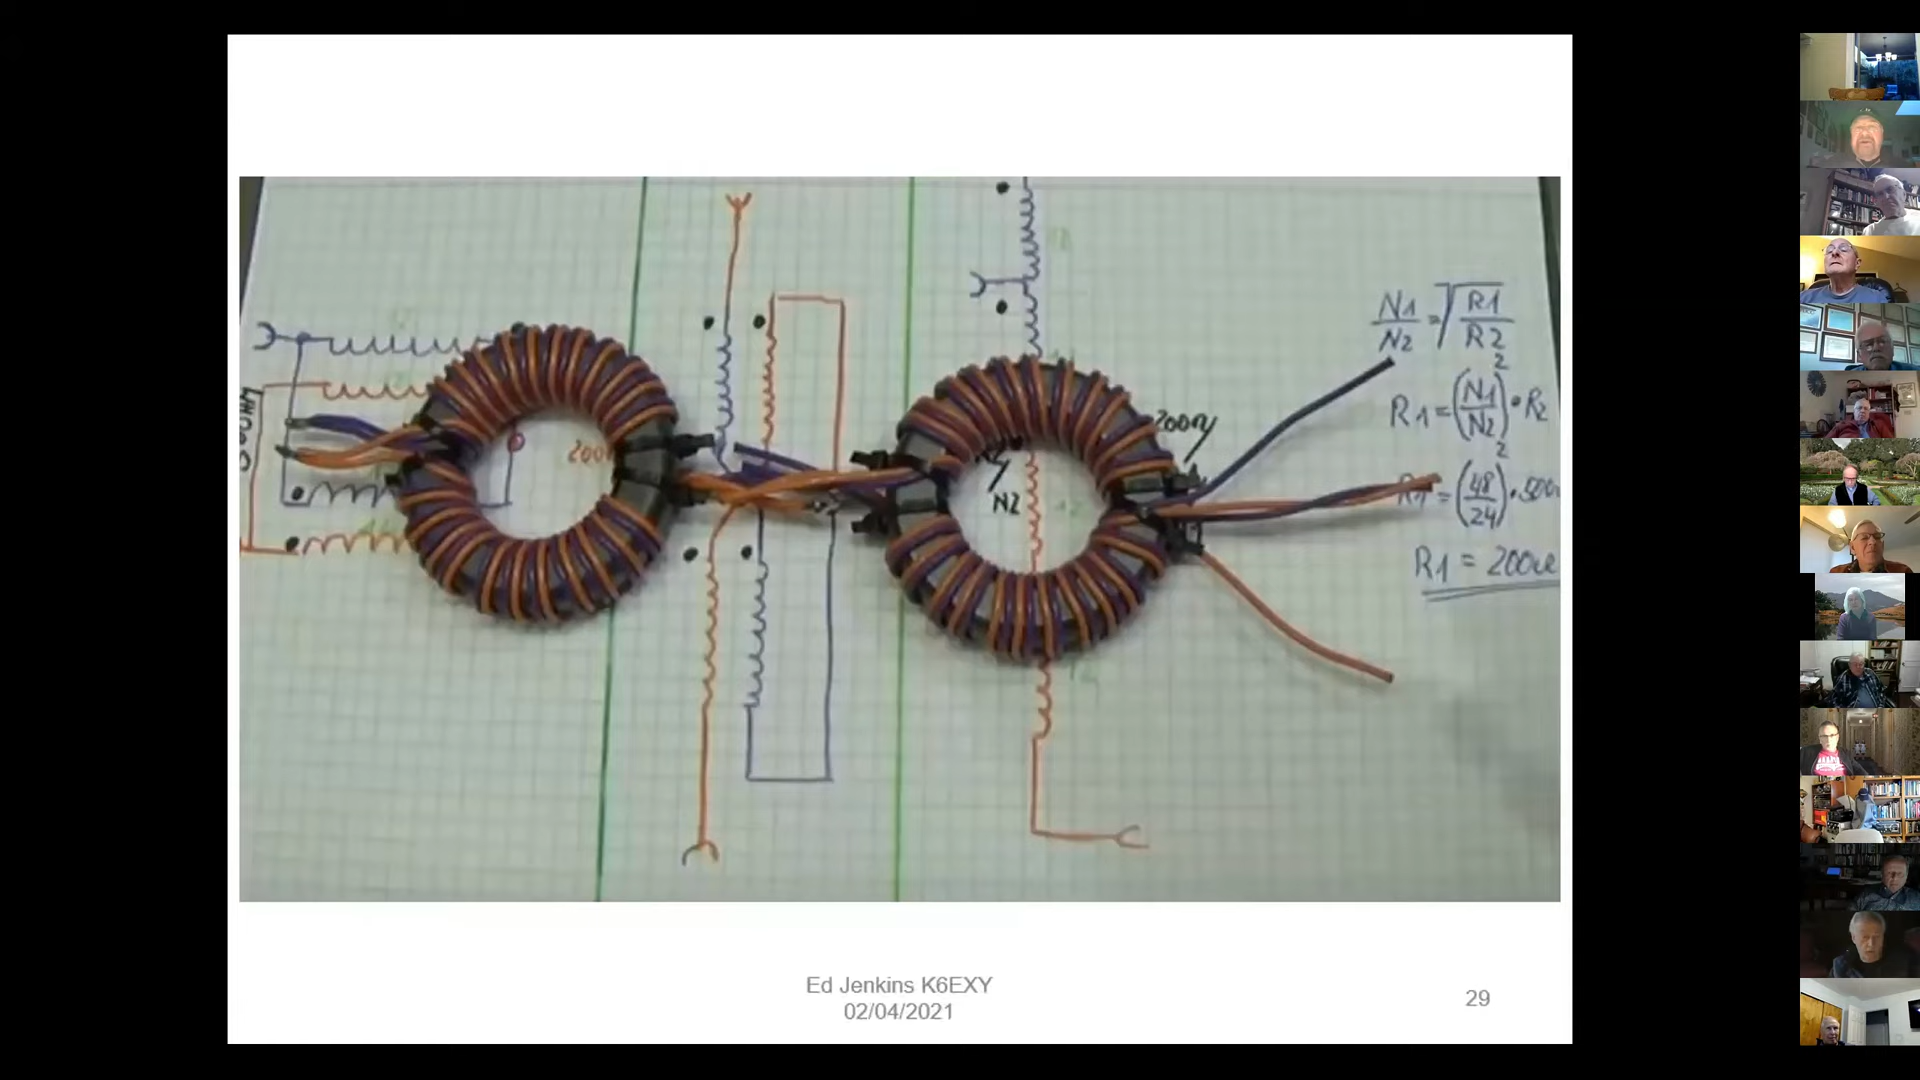 N1/N2 = √R1/R2
R1 = (N1/N2)² · R2
R1 = (48/24)² · 50Ω
R1 = 200Ω
200Ω
N2
200
Ed Jenkins K6EXY
02/04/2021
29